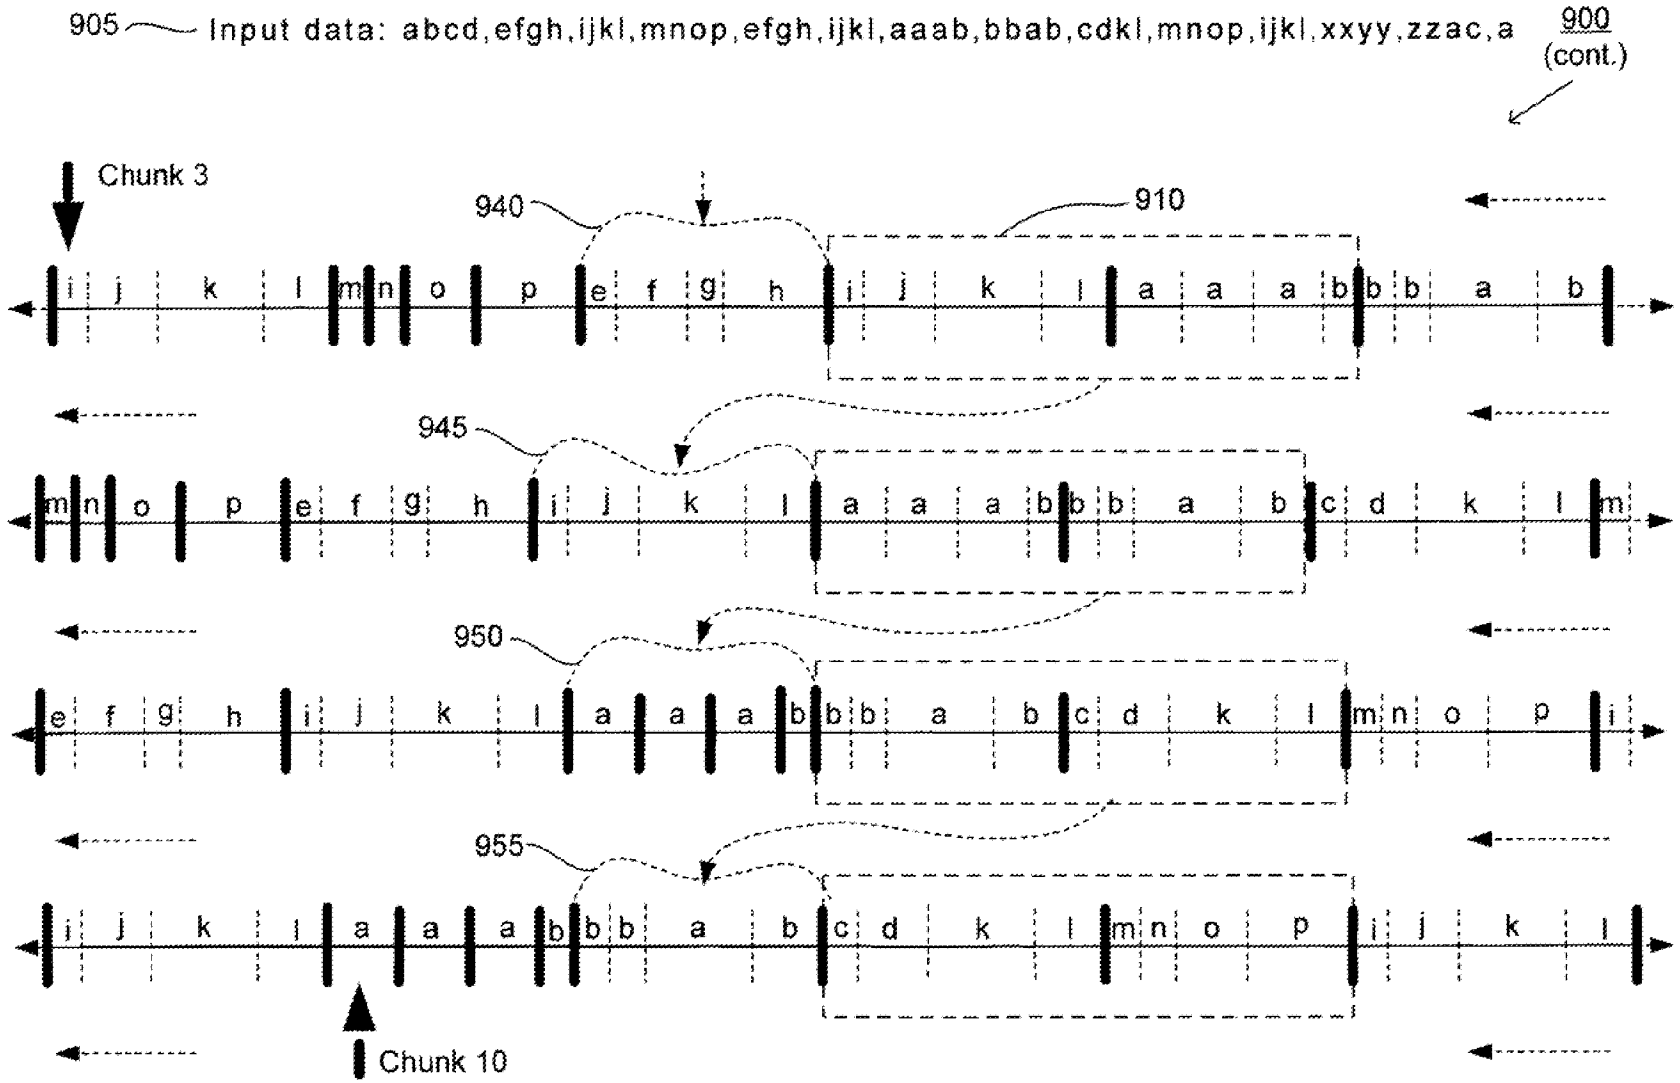 905 Input data: abcd,efgh,ijkl,mnop,efgh,ijkl,aaab,bbab,cdkl,mnop,ijkl,xxyy,zzac,a 900
(cont.)
Chunk 3
940 910
i j k l m n o p e f g h i j k l a a a b b b a b
945
m n o p e f g h i j k l a a a b b b a b c d k l m
950
e f g h i j k l a a a b b b a b c d k l m n o p i
955
i j k l a a a b b b a b c d k l m n o p i j k l
Chunk 10